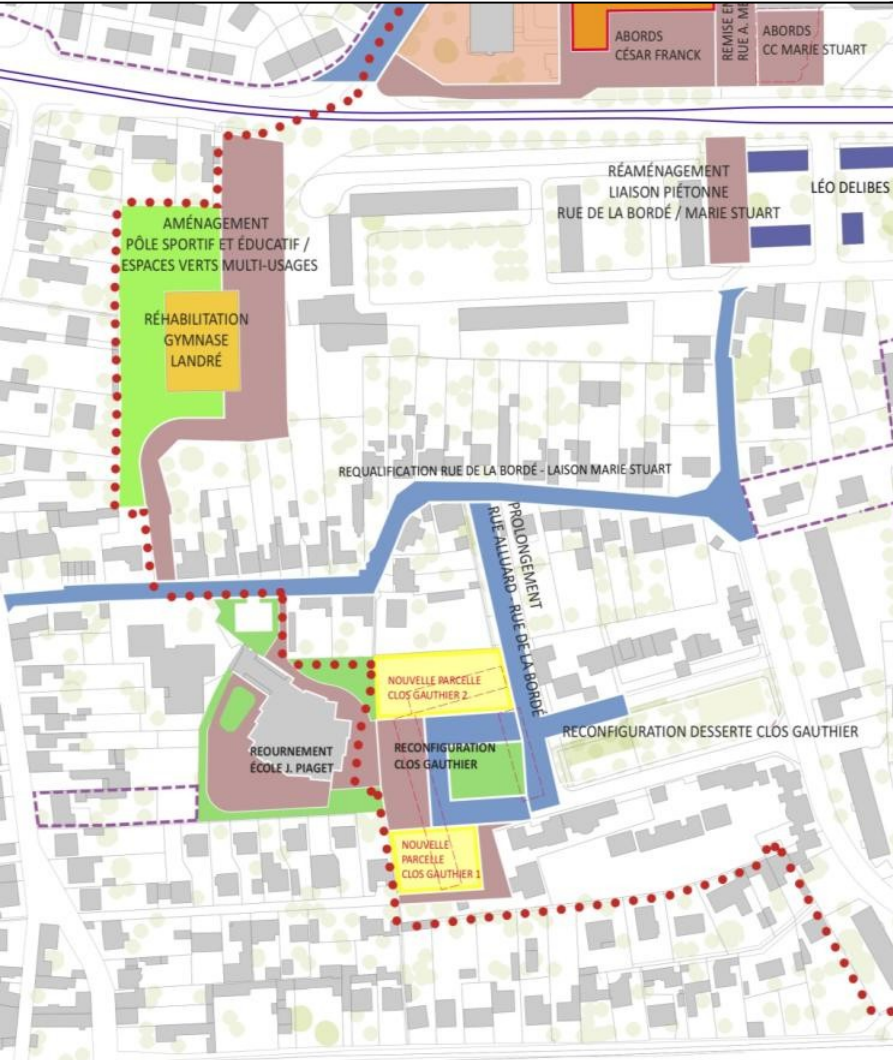 ABORDS
CÉSAR FRANCK
REMISE EN
RUE A. ME
ABORDS
CC MARIE STUART
RÉAMÉNAGEMENT
LIAISON PIÉTONNE
RUE DE LA BORDÉ / MARIE STUART
LÉO DELIBES
AMÉNAGEMENT
PÔLE SPORTIF ET ÉDUCATIF /
ESPACES VERTS MULTI-USAGES
RÉHABILITATION
GYMNASE
LANDRÉ
REQUALIFICATION RUE DE LA BORDÉ - LAISON MARIE STUART
PROLONGEMENT
RUE ALLUARD - RUE DE LA BORDÉ
NOUVELLE PARCELLE
CLOS GAUTHIER 2
RECONFIGURATION DESSERTE CLOS GAUTHIER
REOURNEMENT
ÉCOLE J. PIAGET
RECONFIGURATION
CLOS GAUTHIER
NOUVELLE
PARCELLE
CLOS GAUTHIER 1